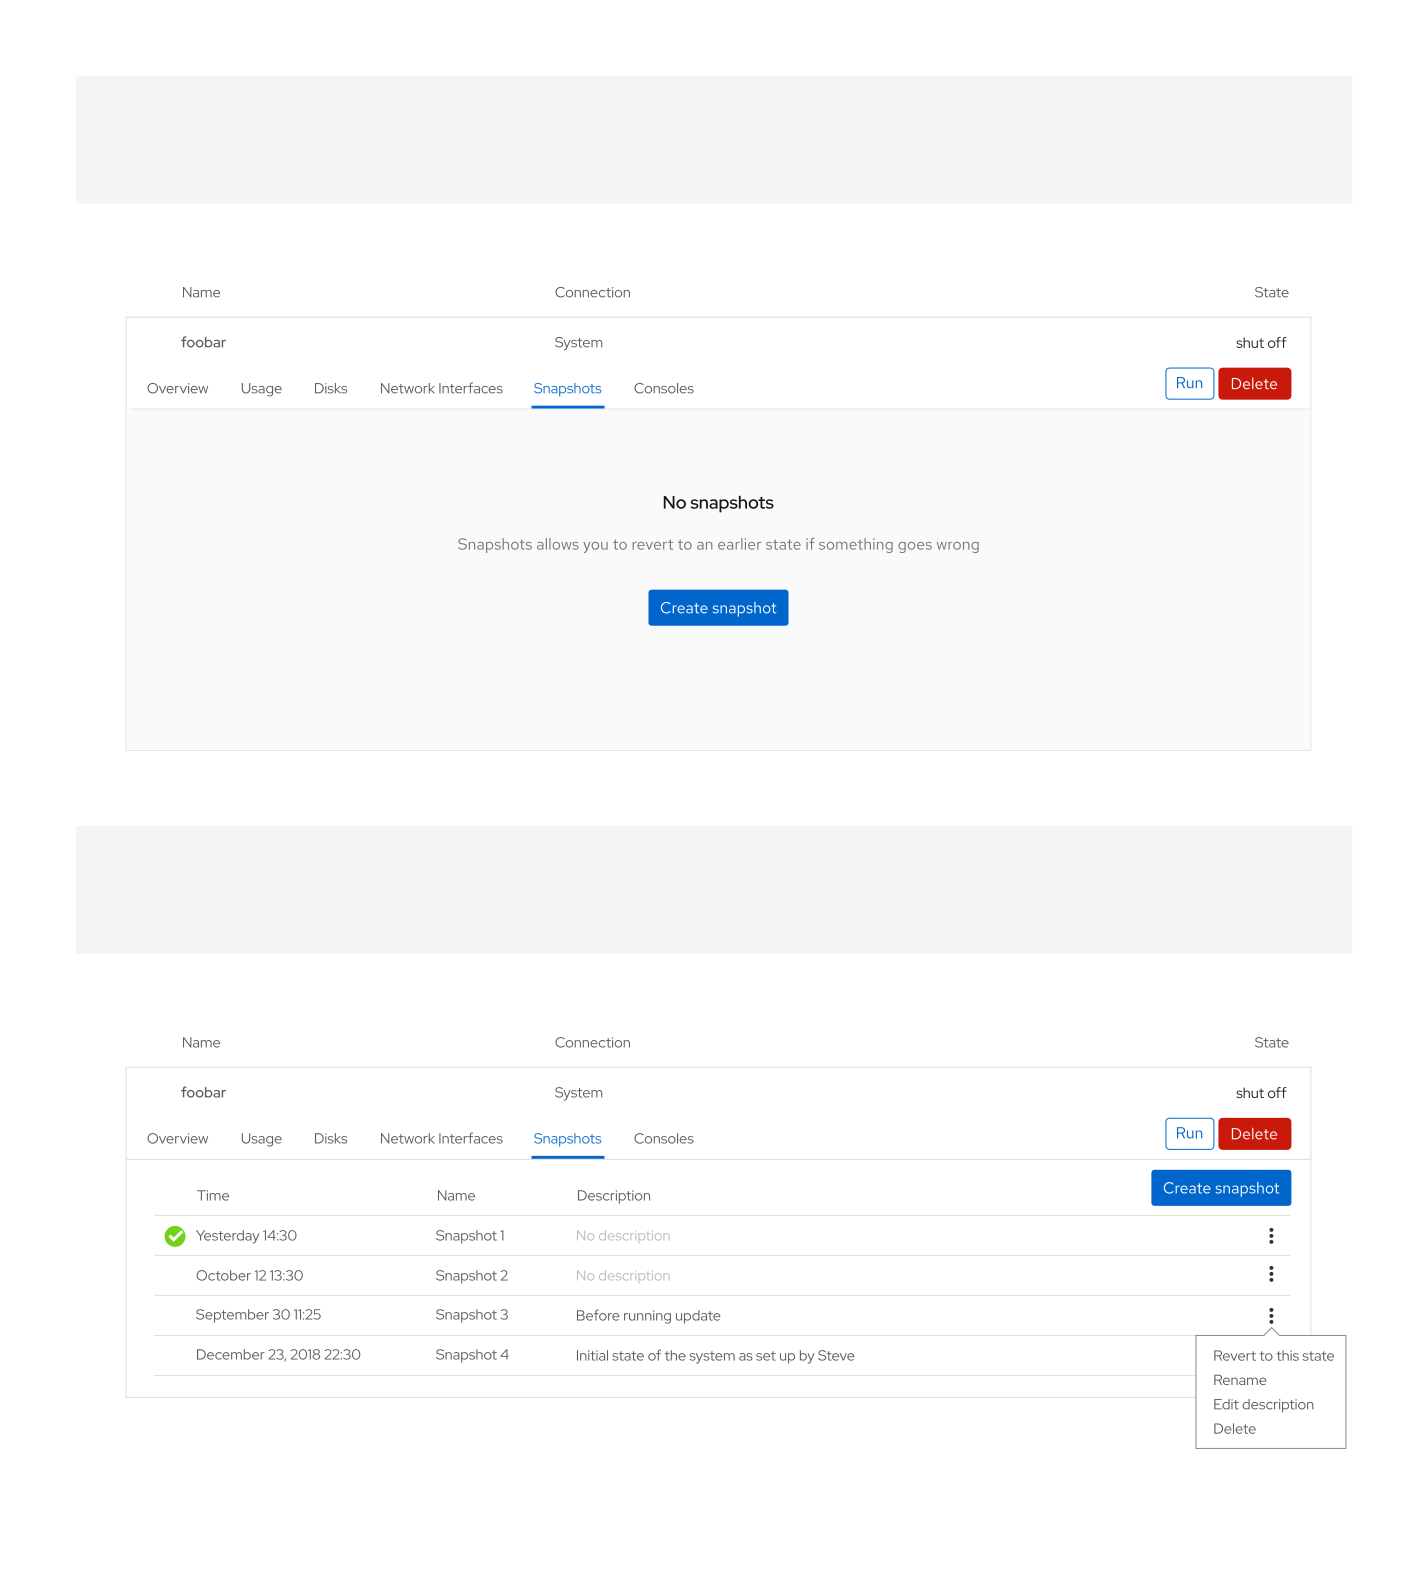 Name Connection State
foobar System shut off
Overview Usage Disks Network Interfaces Snapshots Consoles Run Delete
No snapshots
Snapshots allows you to revert to an earlier state if something goes wrong
Create snapshot
Name Connection State
foobar System shut off
Overview Usage Disks Network Interfaces Snapshots Consoles Run Delete
Time Name Description Create snapshot
Yesterday 14:30 Snapshot 1 No description
October 12 13:30 Snapshot 2 No description
September 30 11:25 Snapshot 3 Before running update
December 23, 2018 22:30 Snapshot 4 Initial state of the system as set up by Steve
Revert to this state
Rename
Edit description
Delete